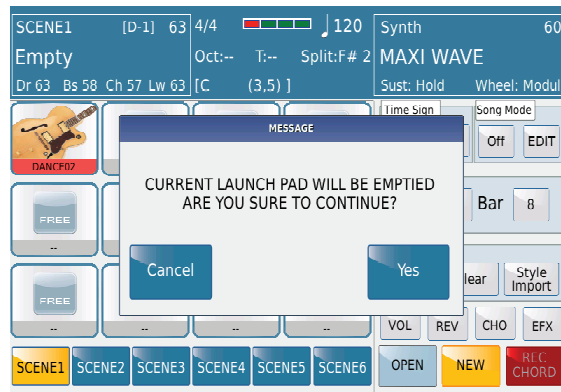 SCENE1 [D-1] 63 4/4 120 Synth 60
Empty Oct:-- T:-- Split:F# 2 MAXI WAVE
Dr 63 Bs 58 Ch 57 Lw 63 [C (3,5) ] Sust: Hold Wheel: Modul
Time Sign Song Mode
MESSAGE
Off EDIT
DANCE02
CURRENT LAUNCH PAD WILL BE EMPTIED
ARE YOU SURE TO CONTINUE?
FREE
Bar 8
--
Cancel Yes
lear Style Import
FREE
-- -- -- --
VOL REV CHO EFX
SCENE1 SCENE2 SCENE3 SCENE4 SCENE5 SCENE6 OPEN NEW REC CHORD